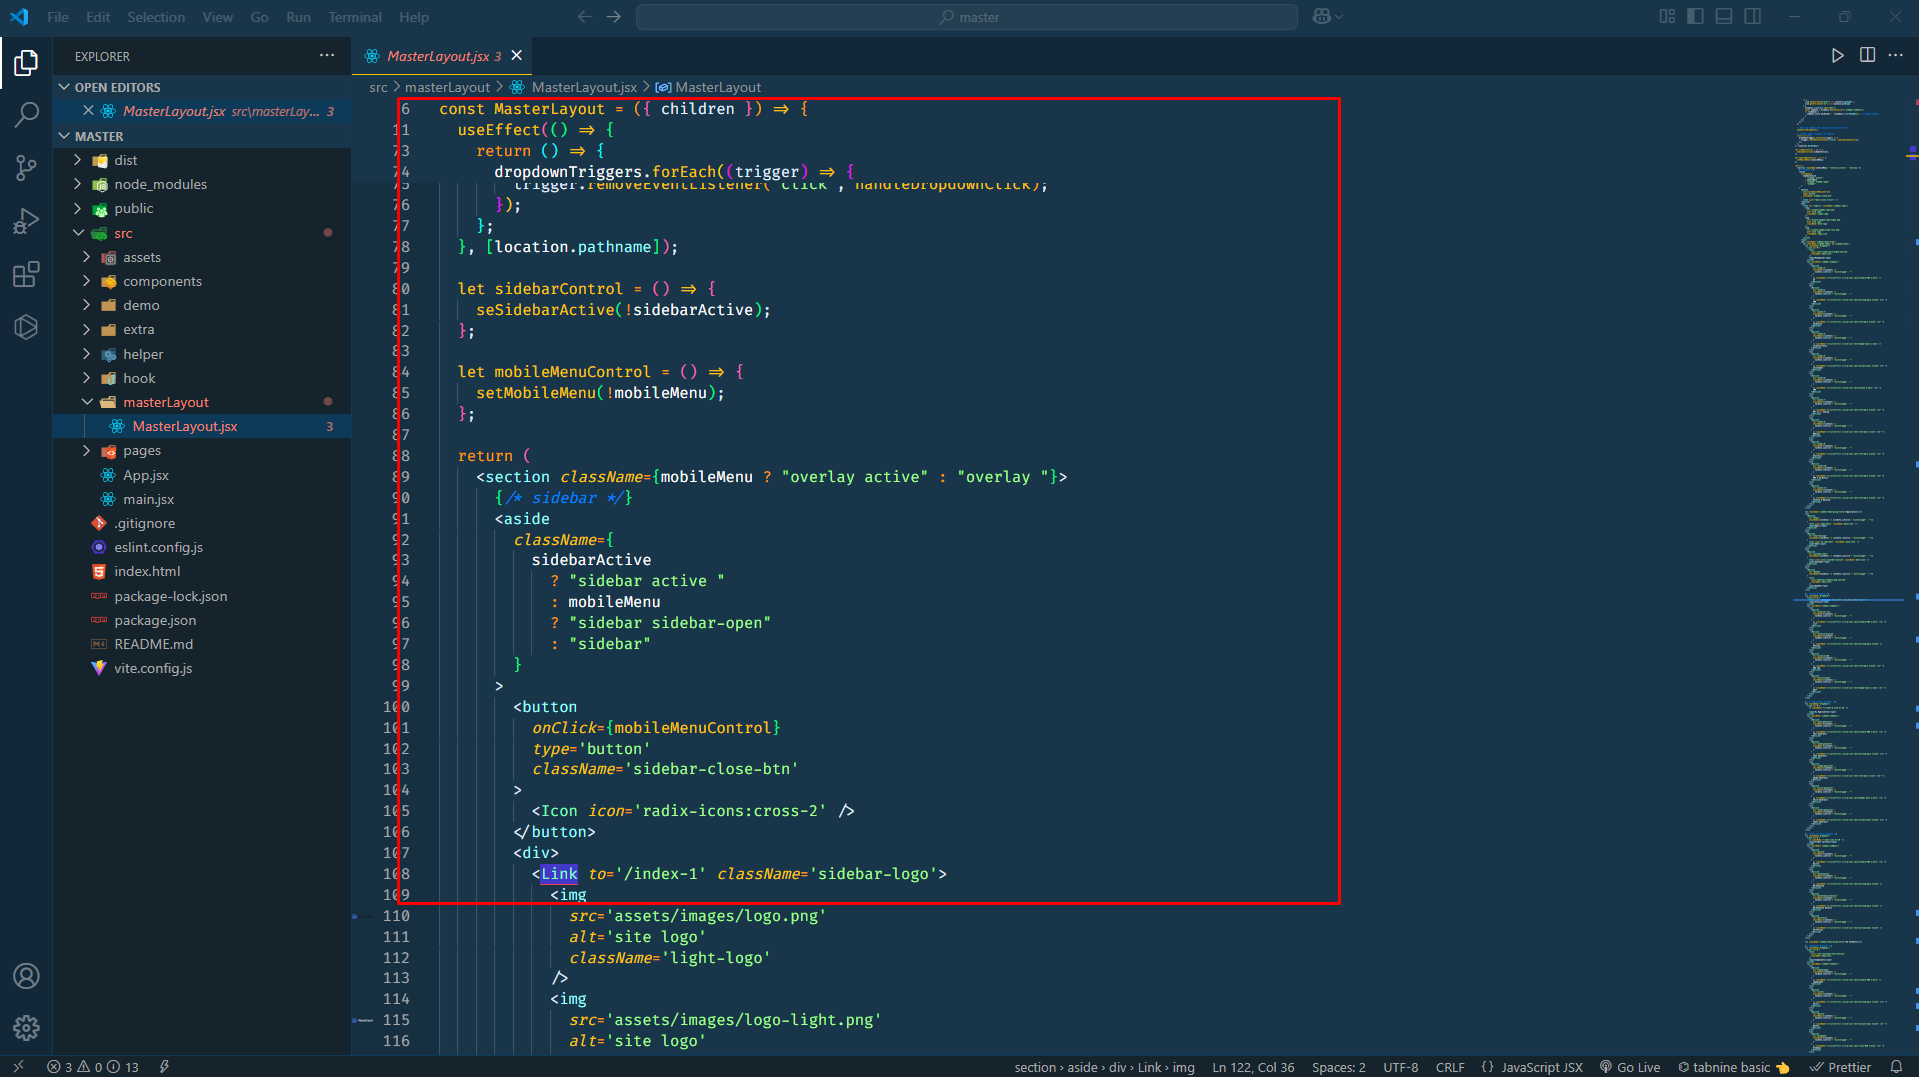 File Edit Selection View Go Run Terminal Help
master
EXPLORER
OPEN EDITORS
MasterLayout.jsx src\masterLay... 3
MASTER
dist
node_modules
public
src
assets
components
demo
extra
helper
hook
masterLayout
MasterLayout.jsx 3
pages
App.jsx
main.jsx
.gitignore
eslint.config.js
index.html
package-lock.json
package.json
README.md
vite.config.js
MasterLayout.jsx 3
src > masterLayout > MasterLayout.jsx > MasterLayout
6 const MasterLayout = ({ children }) => {
11 useEffect(() => {
73 return () => {
74 dropdownTriggers.forEach((trigger) => {
75 trigger.removeEventListener("click", handleDropdownClick);
76 });
77 };
78 }, [location.pathname]);
79
80 let sidebarControl = () => {
81 seSidebarActive(!sidebarActive);
82 };
83
84 let mobileMenuControl = () => {
85 setMobileMenu(!mobileMenu);
86 };
87
88 return (
89 <section className={mobileMenu ? "overlay active" : "overlay "}>
90 {/* sidebar */}
91 <aside
92 className={
93 sidebarActive
94 ? "sidebar active "
95 : mobileMenu
96 ? "sidebar sidebar-open"
97 : "sidebar"
98 }
99 >
100 <button
101 onClick={mobileMenuControl}
102 type='button'
103 className='sidebar-close-btn'
104 >
105 <Icon icon='radix-icons:cross-2' />
106 </button>
107 <div>
108 <Link to='/index-1' className='sidebar-logo'>
109 <img
110 src='assets/images/logo.png'
111 alt='site logo'
112 className='light-logo'
113 />
114 <img
115 src='assets/images/logo-light.png'
116 alt='site logo'
3 0 13
section › aside › div › Link › img Ln 122, Col 36 Spaces: 2 UTF-8 CRLF {} JavaScript JSX Go Live tabnine basic Prettier